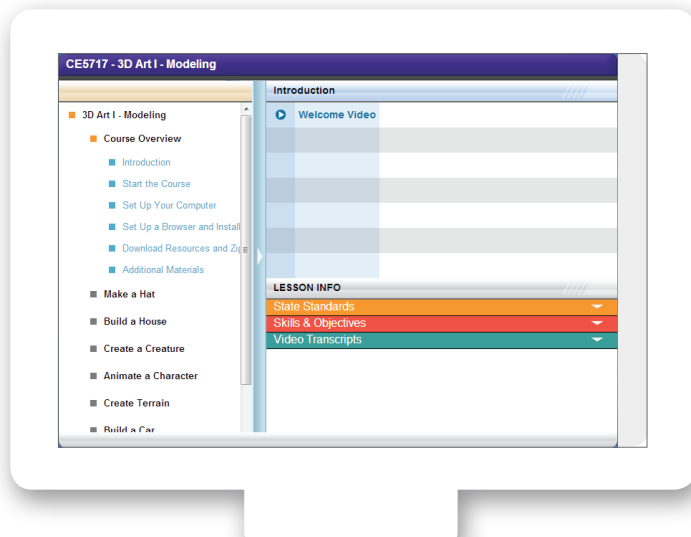 CE5717 - 3D Art I - Modeling
3D Art I - Modeling
Course Overview
Introduction
Start the Course
Set Up Your Computer
Set Up a Browser and Install
Download Resources and Zip
Additional Materials
Make a Hat
Build a House
Create a Creature
Animate a Character
Create Terrain
Build a Car
Introduction
Welcome Video
LESSON INFO
State Standards
Skills & Objectives
Video Transcripts